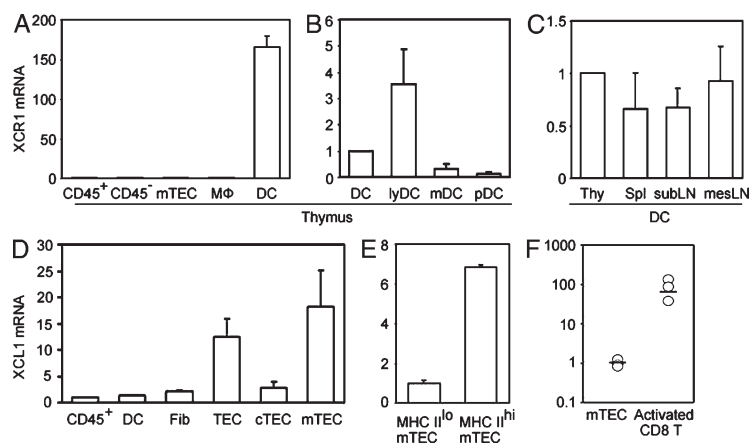 A
XCR1 mRNA
200
150
100
50
0
CD45+ CD45- mTEC MΦ DC
Thymus
B
6
5
4
3
2
1
0
DC lyDC mDC pDC
C
1.5
1
0.5
0
Thy Spl subLN mesLN
DC
D
XCL1 mRNA
30
25
20
15
10
5
0
CD45+ DC Fib TEC cTEC mTEC
E
8
6
4
2
0
MHC IIlo mTEC
MHC IIhi mTEC
F
1000
100
10
1
0.1
mTEC Activated
CD8 T